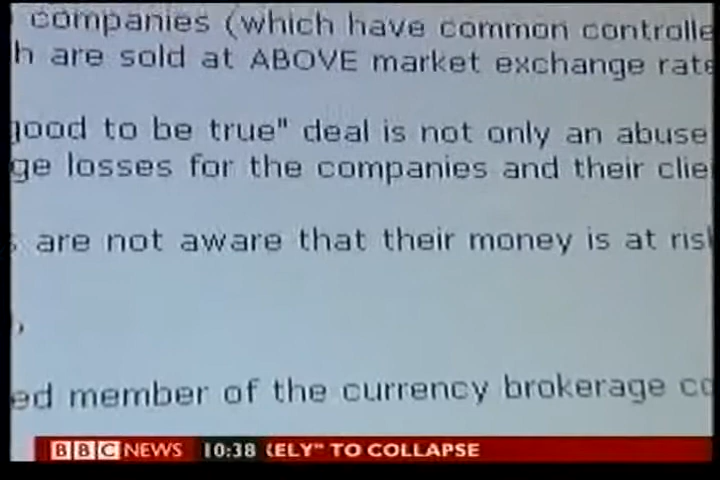 companies (which have common controlle
h are sold at ABOVE market exchange rate
good to be true" deal is not only an abuse
ge losses for the companies and their clie
s are not aware that their money is at risk
,
ed member of the currency brokerage co
BBC NEWS 10:38 KELY" TO COLLAPSE